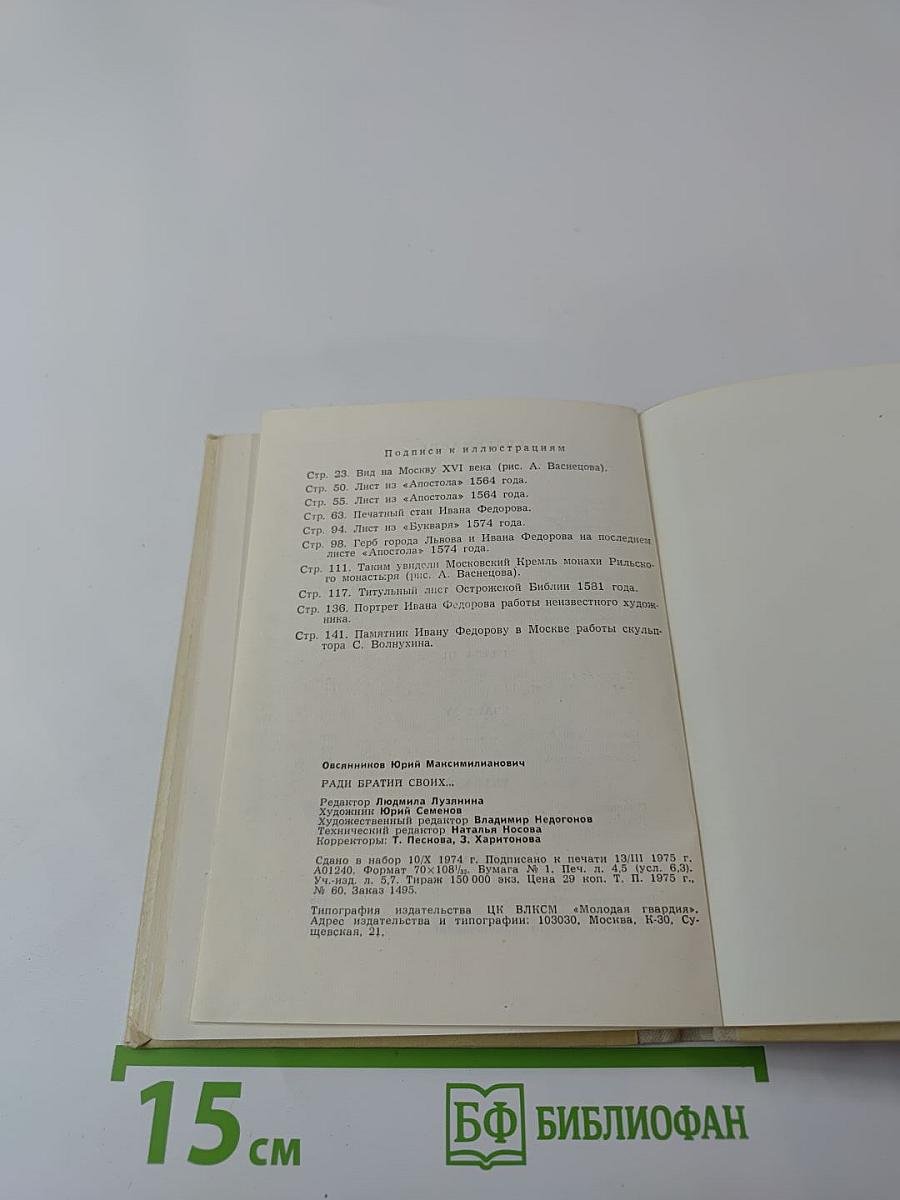 Подписи к иллюстрациям
Стр. 23. Вид на Москву XVI века (рис. А. Васнецова).
Стр. 50. Лист из «Апостола» 1564 года.
Стр. 55. Лист из «Апостола» 1564 года.
Стр. 63. Печатный стан Ивана Федорова.
Стр. 94. Лист из «Букваря» 1574 года.
Стр. 98. Герб города Львова и Ивана Федорова на последнем
листе «Апостола» 1574 года.
Стр. 111. Таким увидели Московский Кремль монахи Рильско-
го монастыря (рис. А. Васнецова).
Стр. 117. Титульный лист Острожской Библии 1581 года.
Стр. 136. Портрет Ивана Федорова работы неизвестного худож-
ника.
Стр. 141. Памятник Ивану Федорову в Москве работы скульп-
тора С. Волнухина.
Овсянников Юрий Максимилианович
РАДИ БРАТИИ СВОИХ...
Редактор Людмила Лузянина
Художник Юрий Семенов
Художественный редактор Владимир Недогонов
Технический редактор Наталья Носова
Корректоры: Т. Пескова, З. Харитонова
Сдано в набор 10/X 1974 г. Подписано к печати 13/III 1975 г.
А01240. Формат 70×108¹/₃₂. Бумага № 1. Печ. л. 4,5 (усл. 6,3).
Уч.-изд. л. 5,7. Тираж 150 000 экз. Цена 29 коп. Т. П. 1975 г.,
№ 60. Заказ 1495.
Типография издательства ЦК ВЛКСМ «Молодая гвардия».
Адрес издательства и типографии: 103030, Москва, К-30, Су-
щевская, 21.
15 см
БФ БИБЛИОФАН